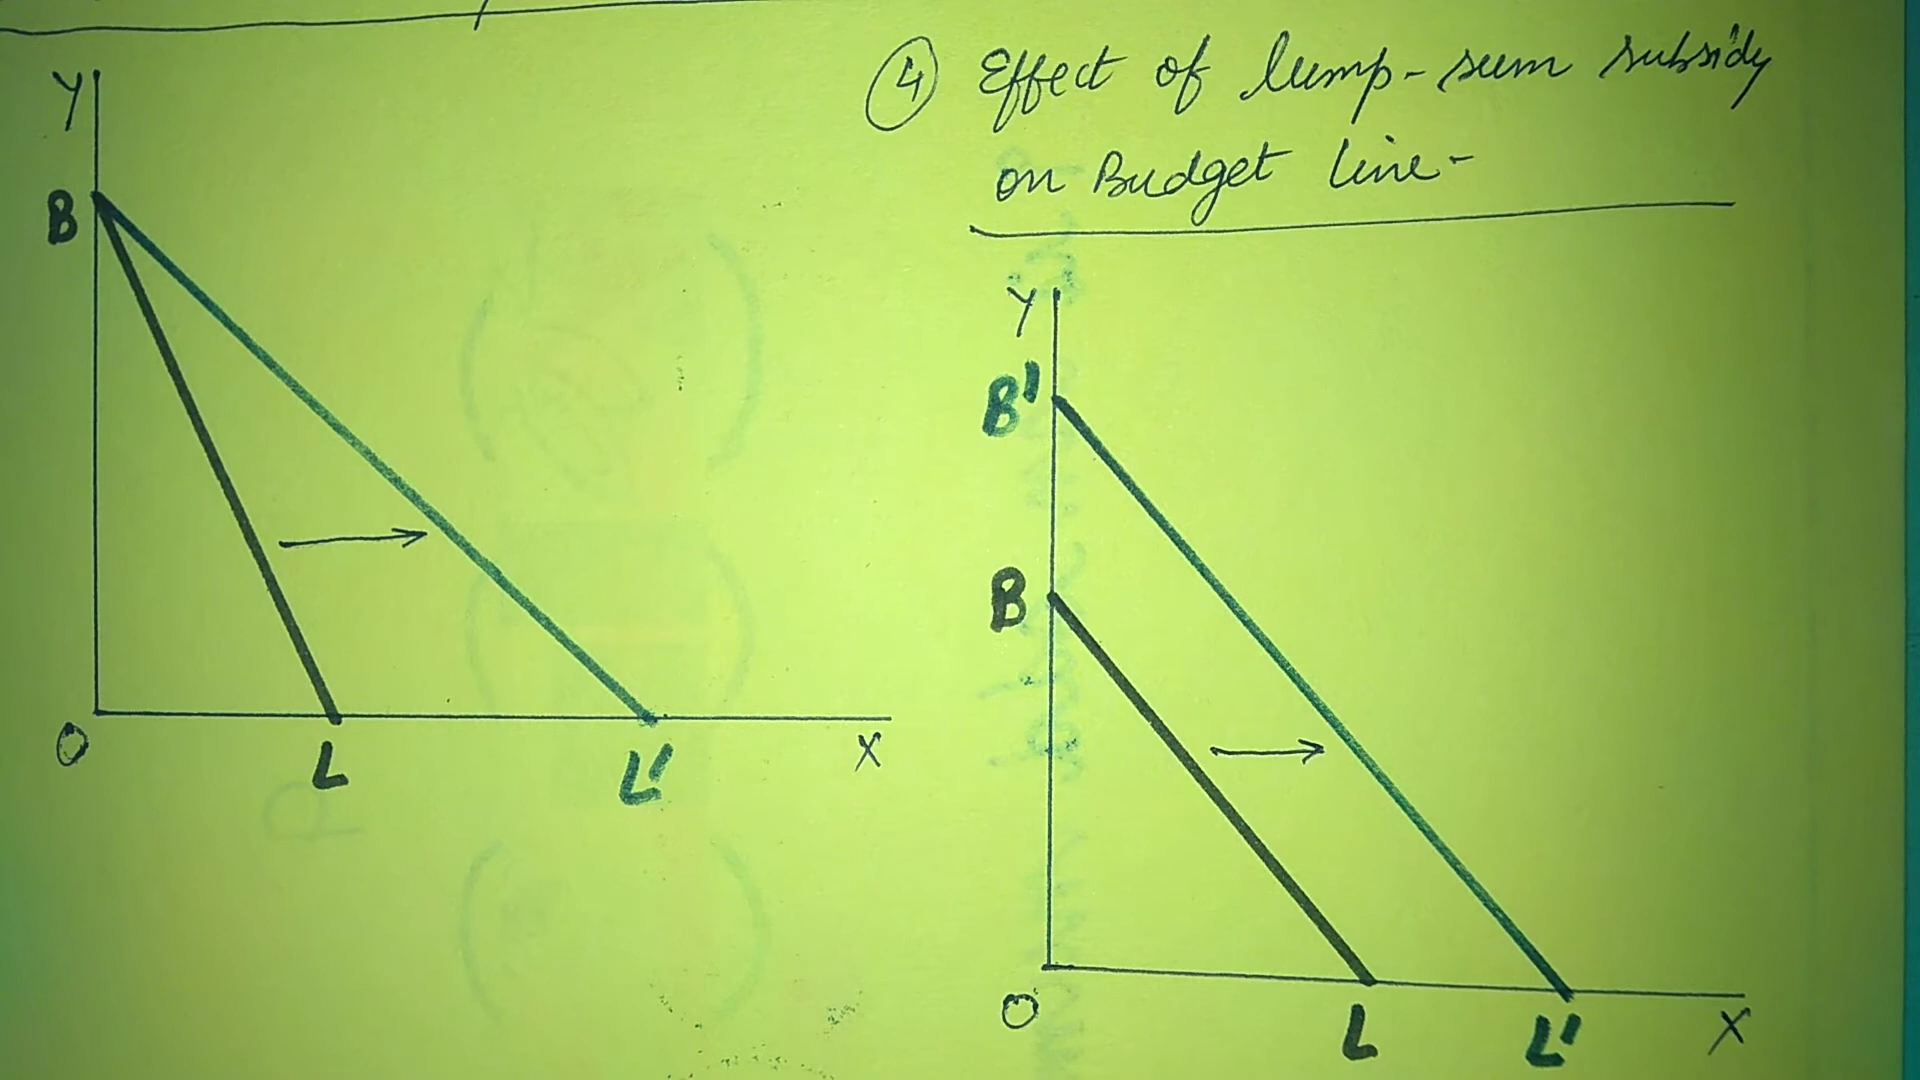 Y
B
O
L
L'
X
④ Effect of lump-sum subsidy
on Budget line-
Y
B'
B
O
L
L'
X